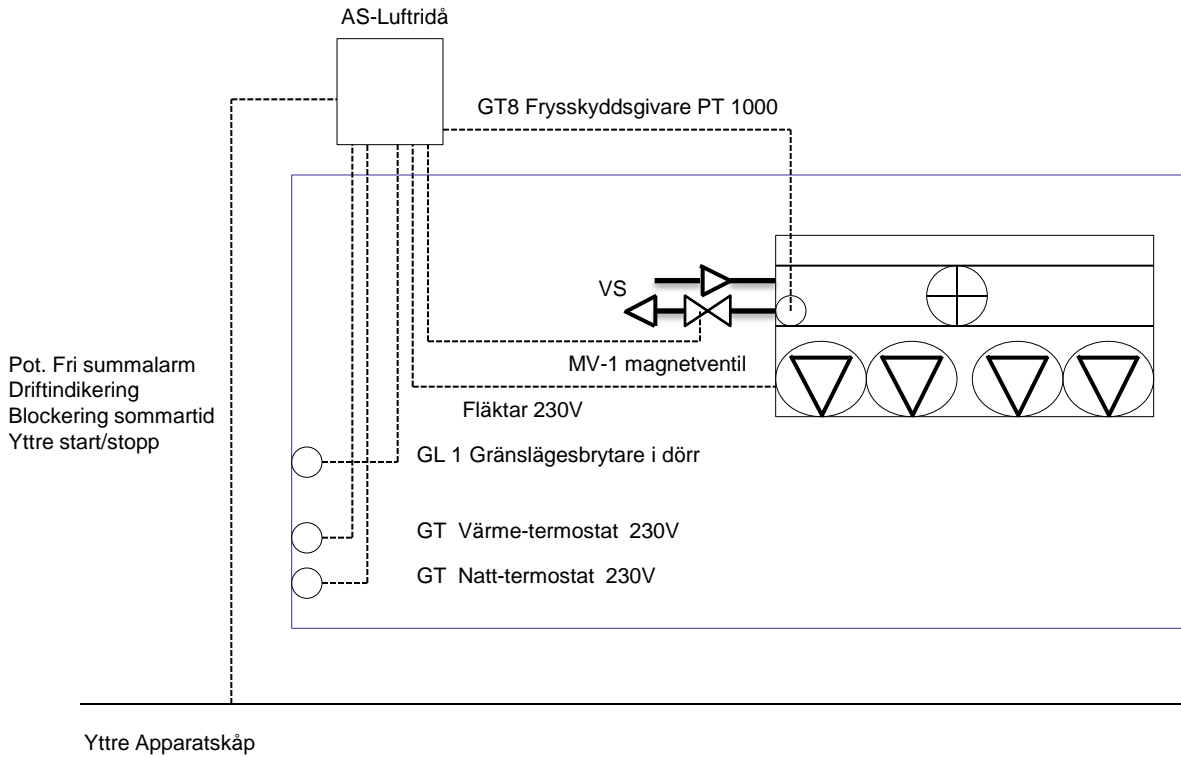 AS-Luftridå
GT8 Frysskyddsgivare PT 1000
VS
MV-1 magnetventil
Fläktar 230V
Pot. Fri summalarm
Driftindikering
Blockering sommartid
Yttre start/stopp
GL 1 Gränslägesbrytare i dörr
GT Värme-termostat 230V
GT Natt-termostat 230V
Yttre Apparatskåp